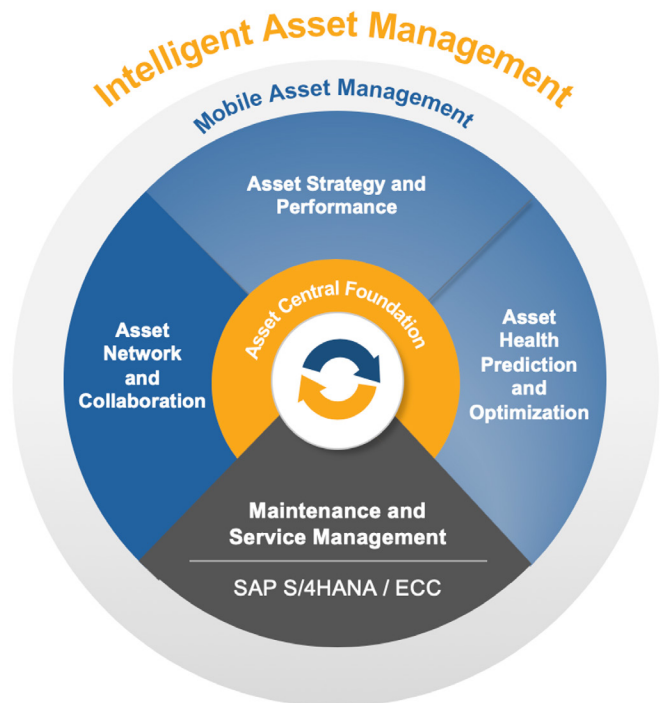 Intelligent Asset Management
Mobile Asset Management
Asset Strategy and
Performance
Asset Central Foundation
Asset
Network
and
Collaboration
Asset
Health
Prediction
and
Optimization
Maintenance and
Service Management
SAP S/4HANA / ECC